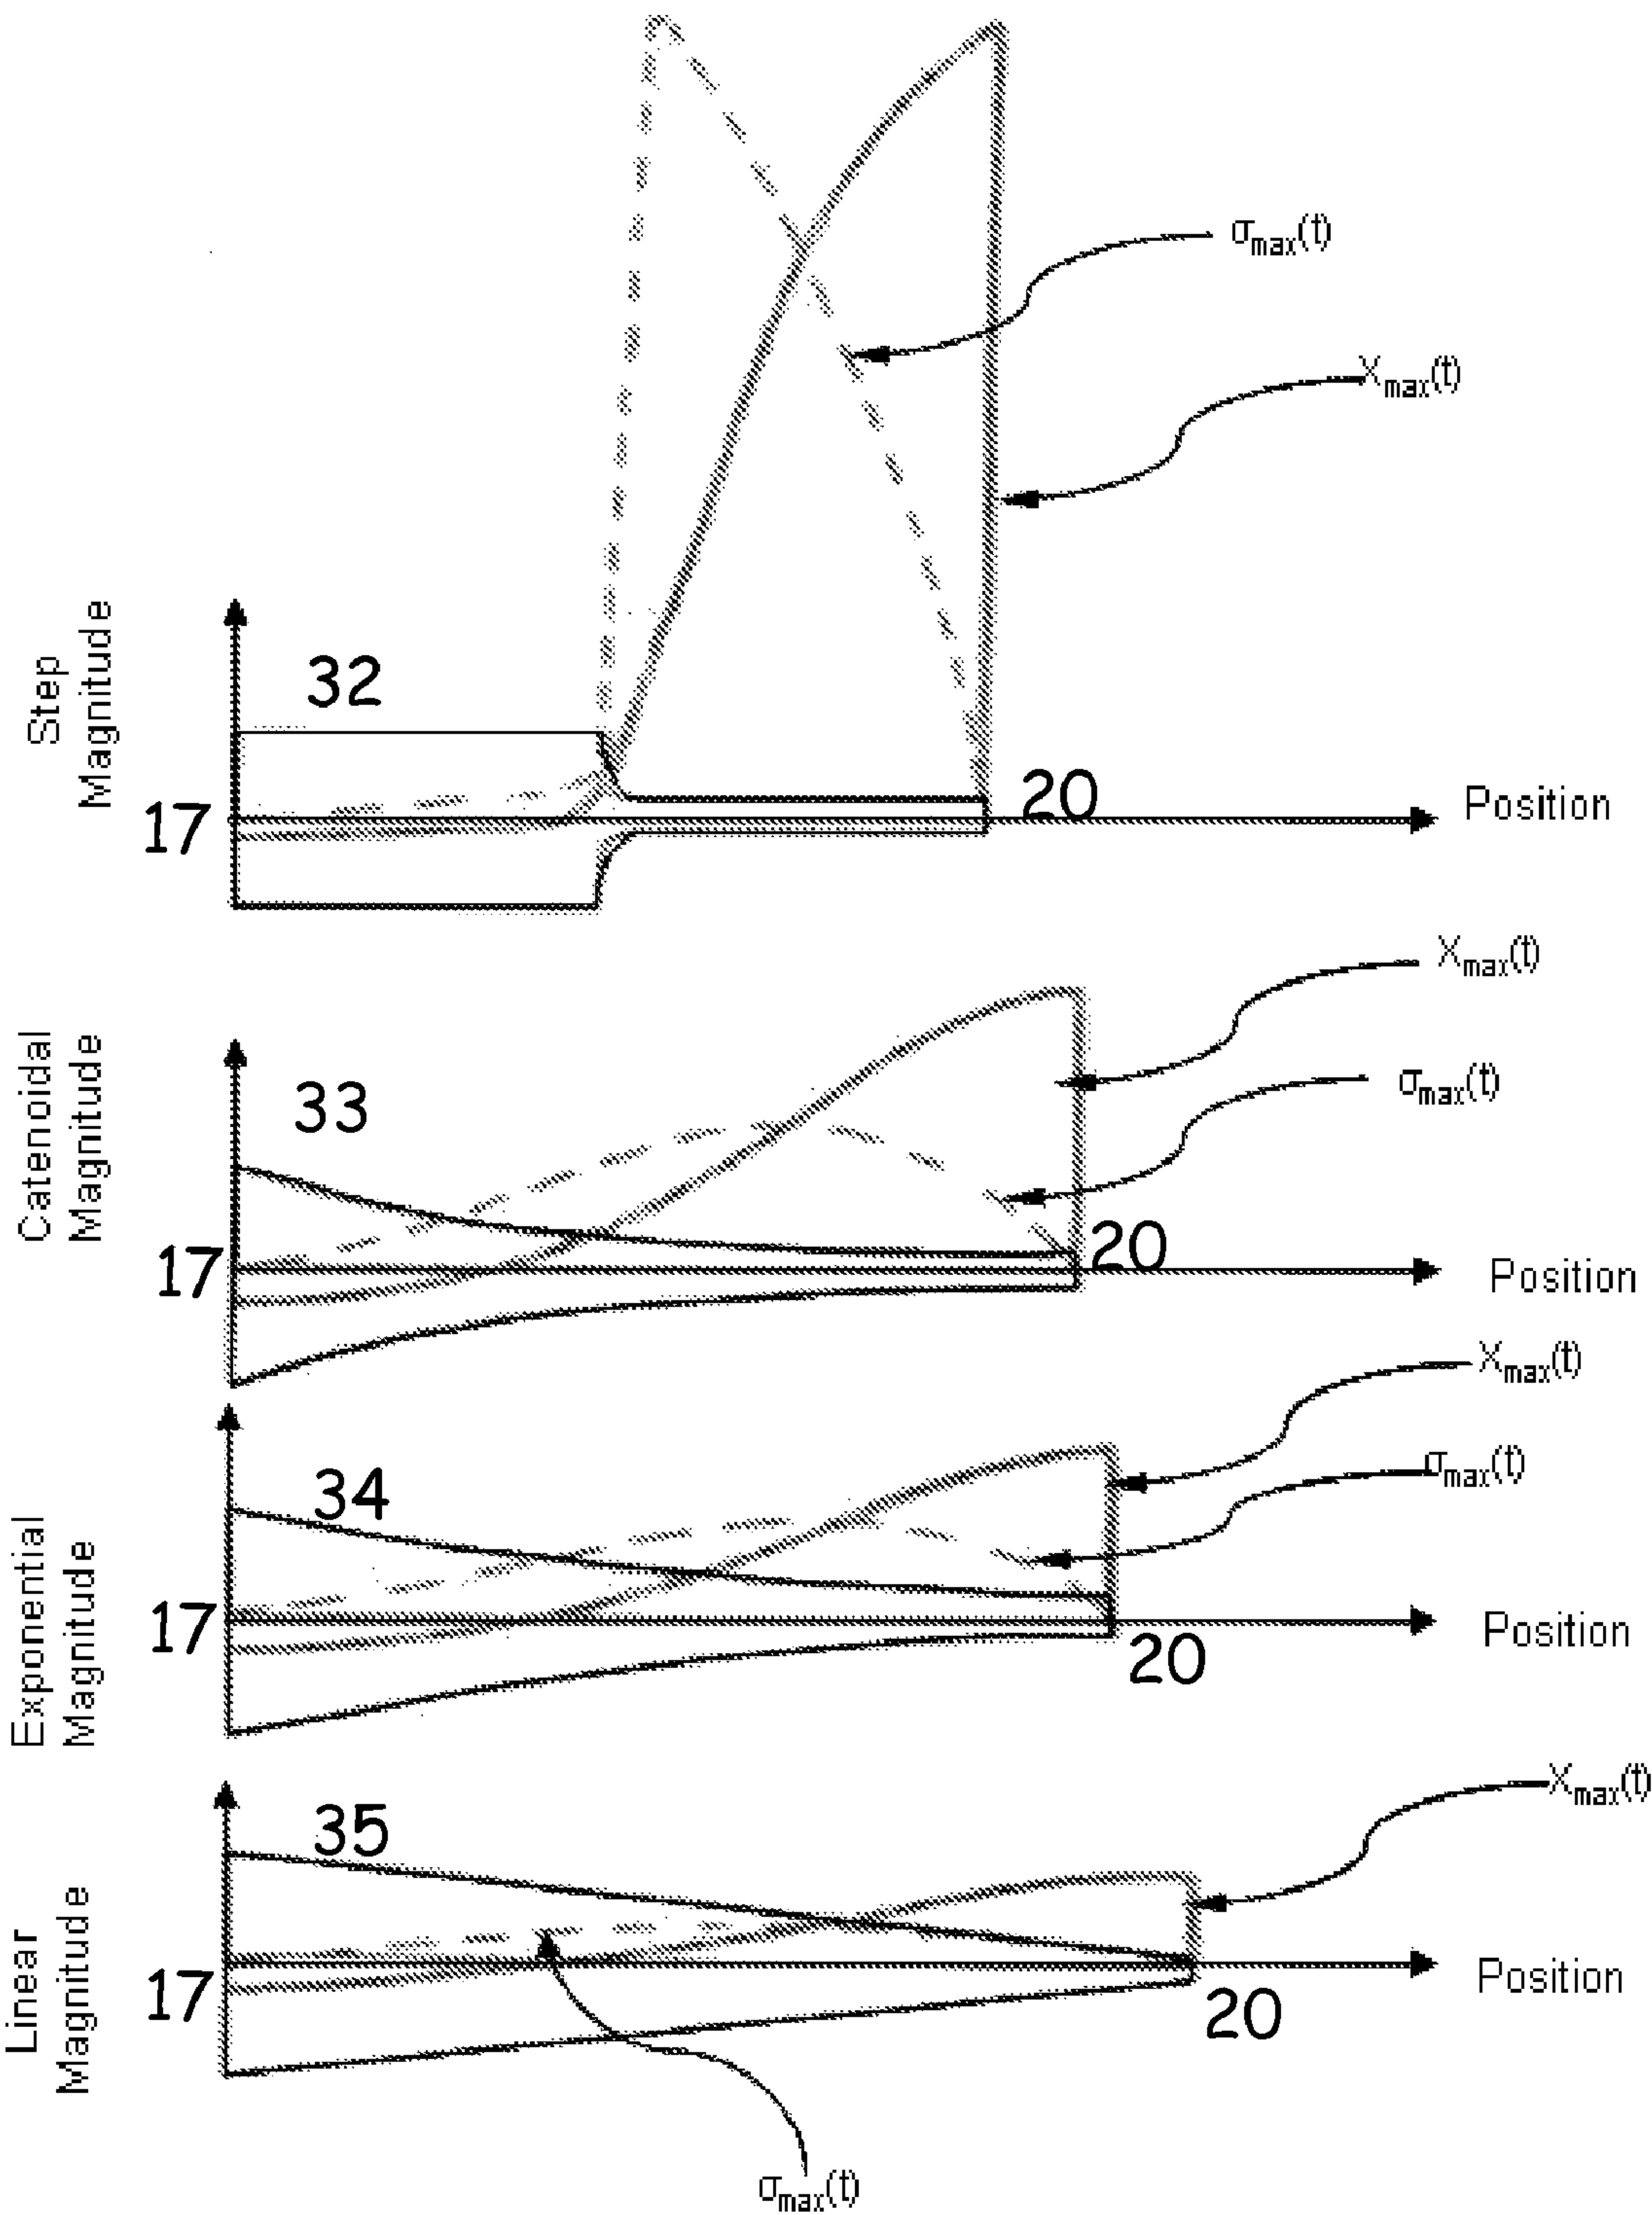 σmax(t)
Xmax(t)
Step
Magnitude
32
17
20
Position
Xmax(t)
σmax(t)
Catenoidal
Magnitude
33
17
20
Position
Xmax(t)
σmax(t)
Exponential
Magnitude
34
17
20
Position
Xmax(t)
Linear
Magnitude
35
17
20
Position
σmax(t)